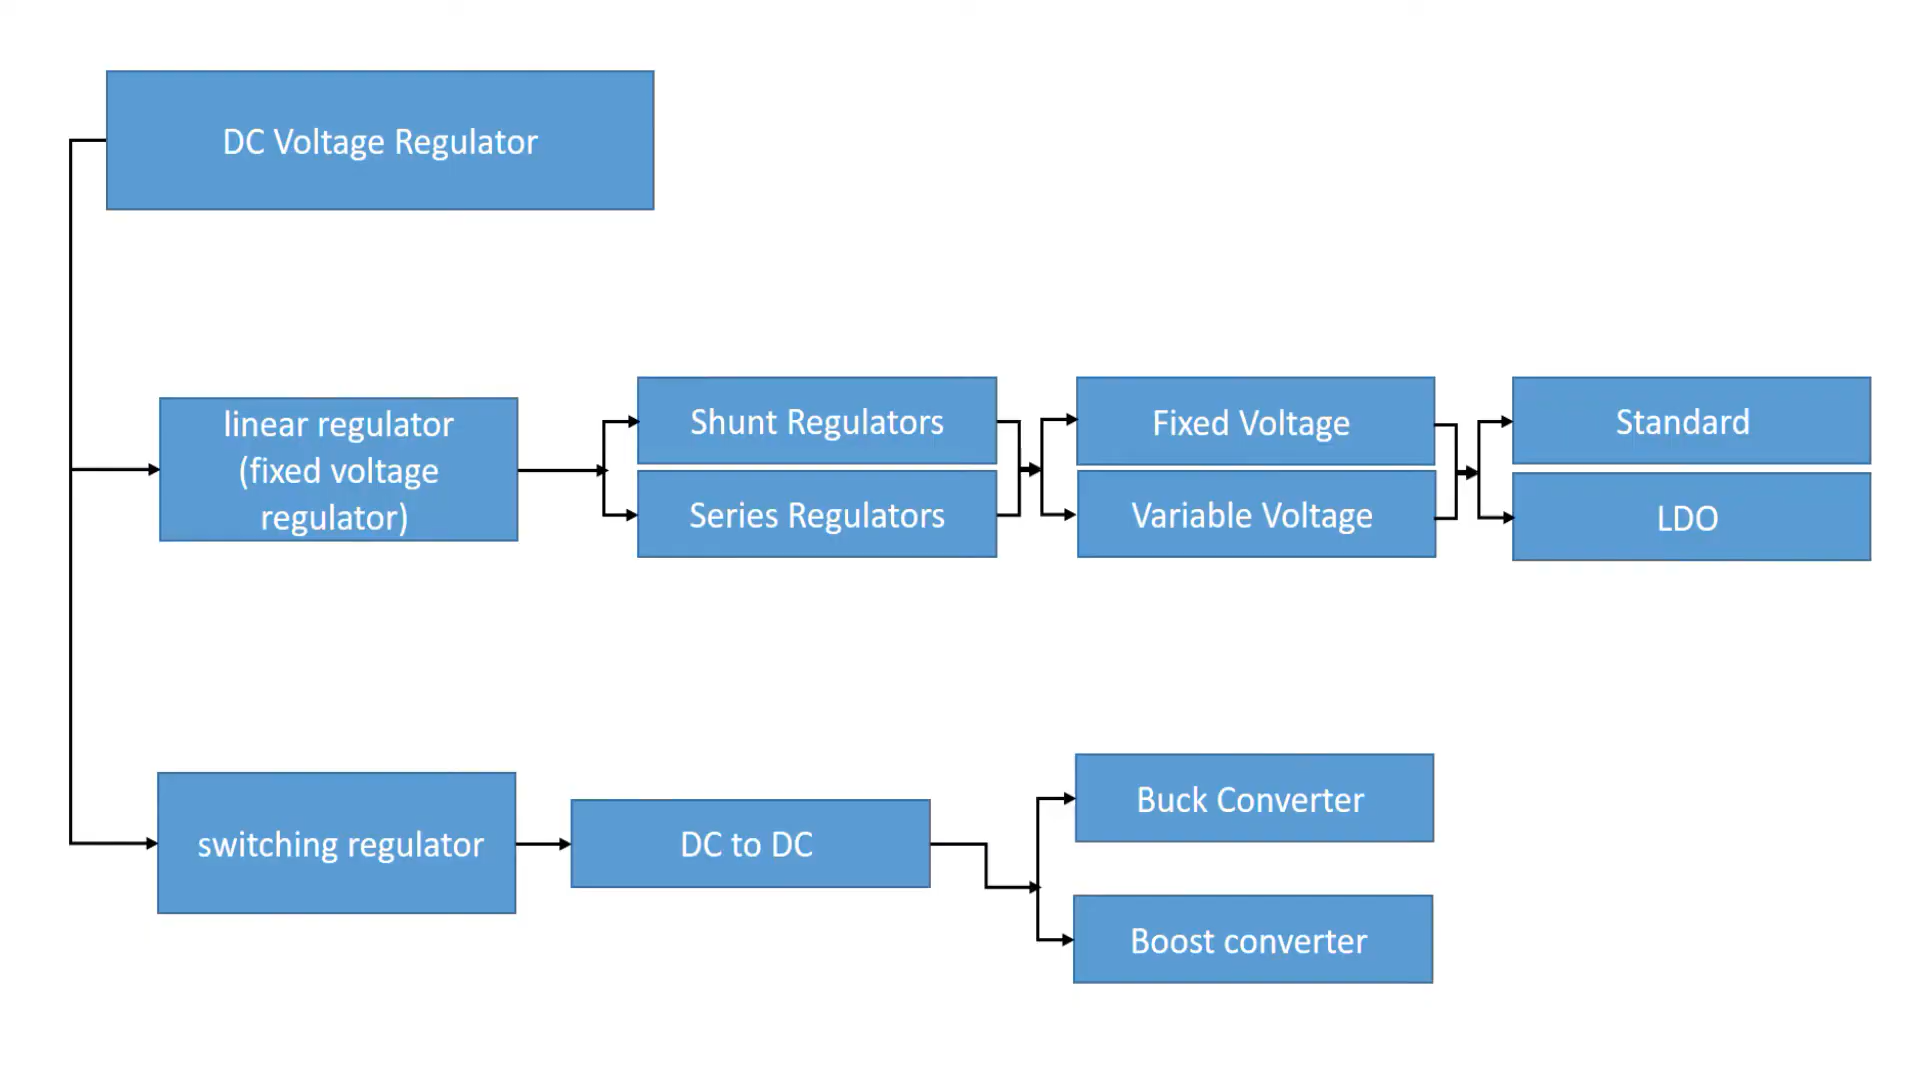 DC Voltage Regulator
linear regulator
(fixed voltage
regulator)
Shunt Regulators
Series Regulators
Fixed Voltage
Variable Voltage
Standard
LDO
switching regulator
DC to DC
Buck Converter
Boost converter